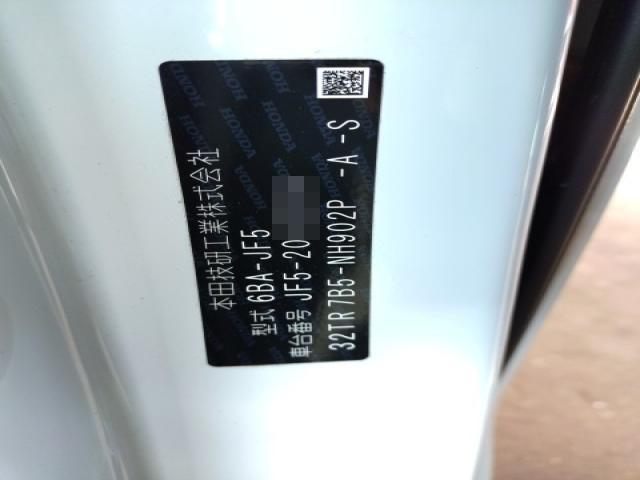 本田技研工業株式会社
型式 6BA-JF5
車台番号 JF5-20
32TR 7B5-NH902P -A -S